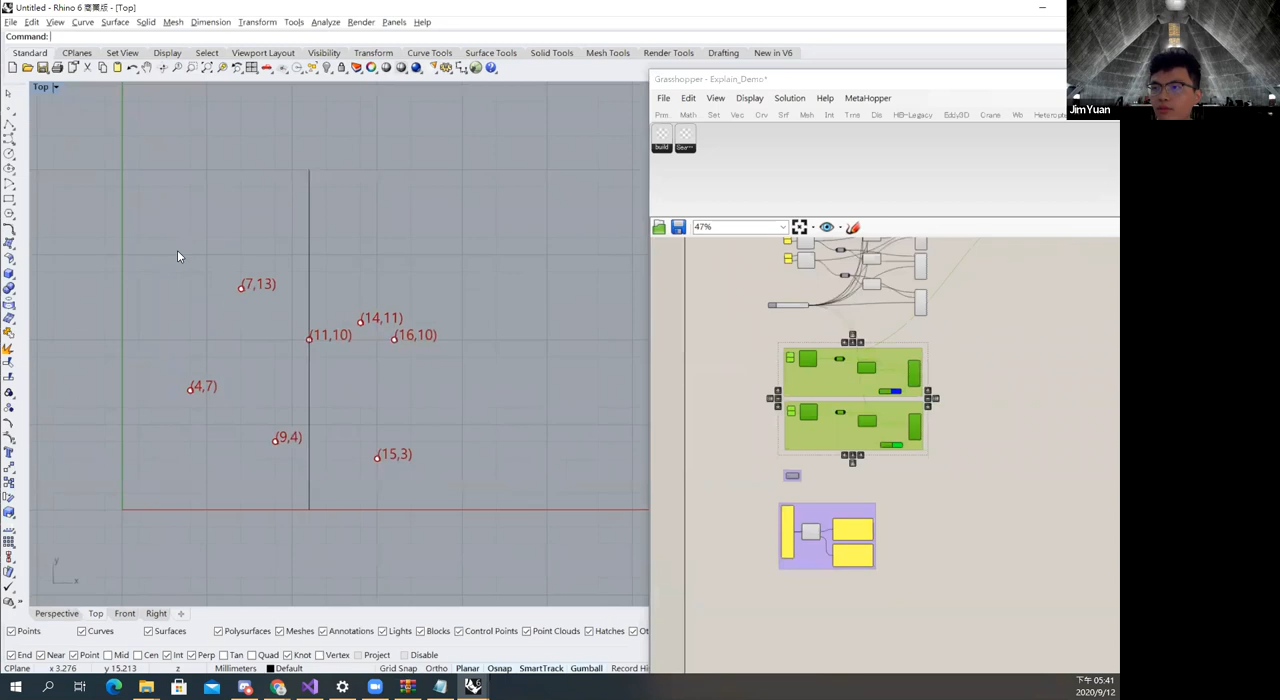 Untitled - Rhino 6 商業版 - [Top]
File Edit View Curve Surface Solid Mesh Dimension Transform Tools Analyze Render Panels Help
Command:
Standard CPlanes Set View Display Select Viewport Layout Visibility Transform Curve Tools Surface Tools Solid Tools Mesh Tools Render Tools Drafting New in V6
Top
Grasshopper - Explain_Demo*
File Edit View Display Solution Help MetaHopper
Prm Math Set Vec Crv Srf Msh Int Trns Dis HB-Legacy Eddy3D Crane Wb Heteropt
build
47%
JimYuan
(7,13)
(14,11)
(11,10)
(16,10)
(4,7)
(9,4)
(15,3)
y
x
Perspective Top Front Right
Points Curves Surfaces Polysurfaces Meshes Annotations Lights Blocks Control Points Point Clouds Hatches Ot
End Near Point Mid Cen Int Perp Tan Quad Knot Vertex Project Disable
CPlane x 3.276 y 15.213 z Millimeters Default Grid Snap Ortho Planar Osnap SmartTrack Gumball Record Hi
下午 05:41
2020/9/12